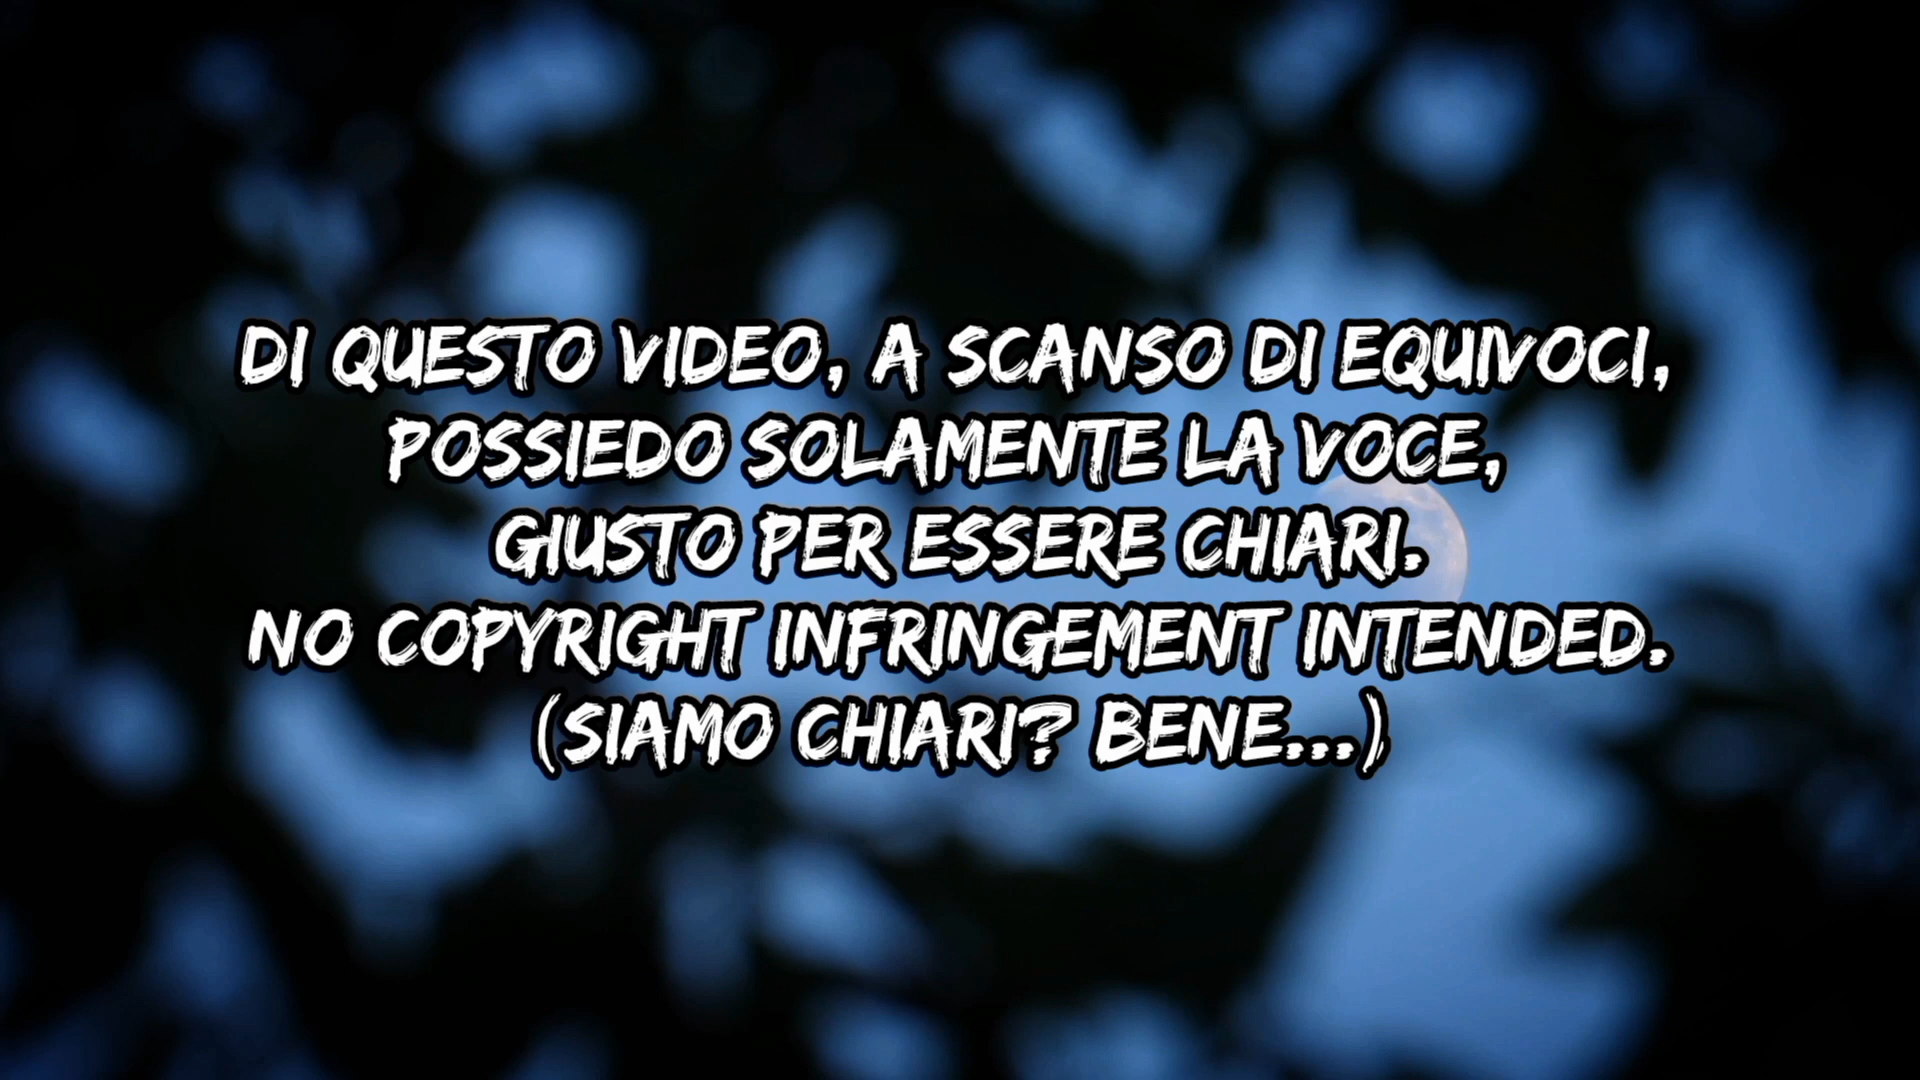 DI QUESTO VIDEO, A SCANSO DI EQUIVOCI,
POSSIEDO SOLAMENTE LA VOCE,
GIUSTO PER ESSERE CHIARI.
NO COPYRIGHT INFRINGEMENT INTENDED.
(SIAMO CHIARI? BENE...)